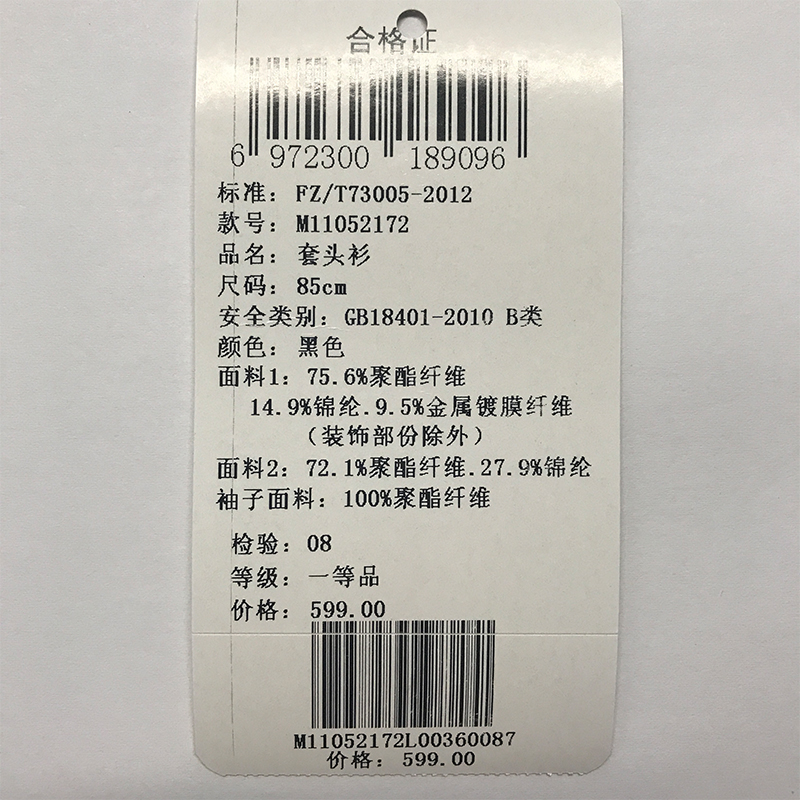 合格证
6 972300 189096
标准: FZ/T73005-2012
款号: M11052172
品名: 套头衫
尺码: 85cm
安全类别: GB18401-2010 B类
颜色: 黑色
面料1: 75.6%聚酯纤维
14.9%锦纶.9.5%金属镀膜纤维
(装饰部份除外)
面料2: 72.1%聚酯纤维.27.9%锦纶
袖子面料: 100%聚酯纤维
检验: 08
等级: 一等品
价格: 599.00
M11052172L00360087
价格: 599.00